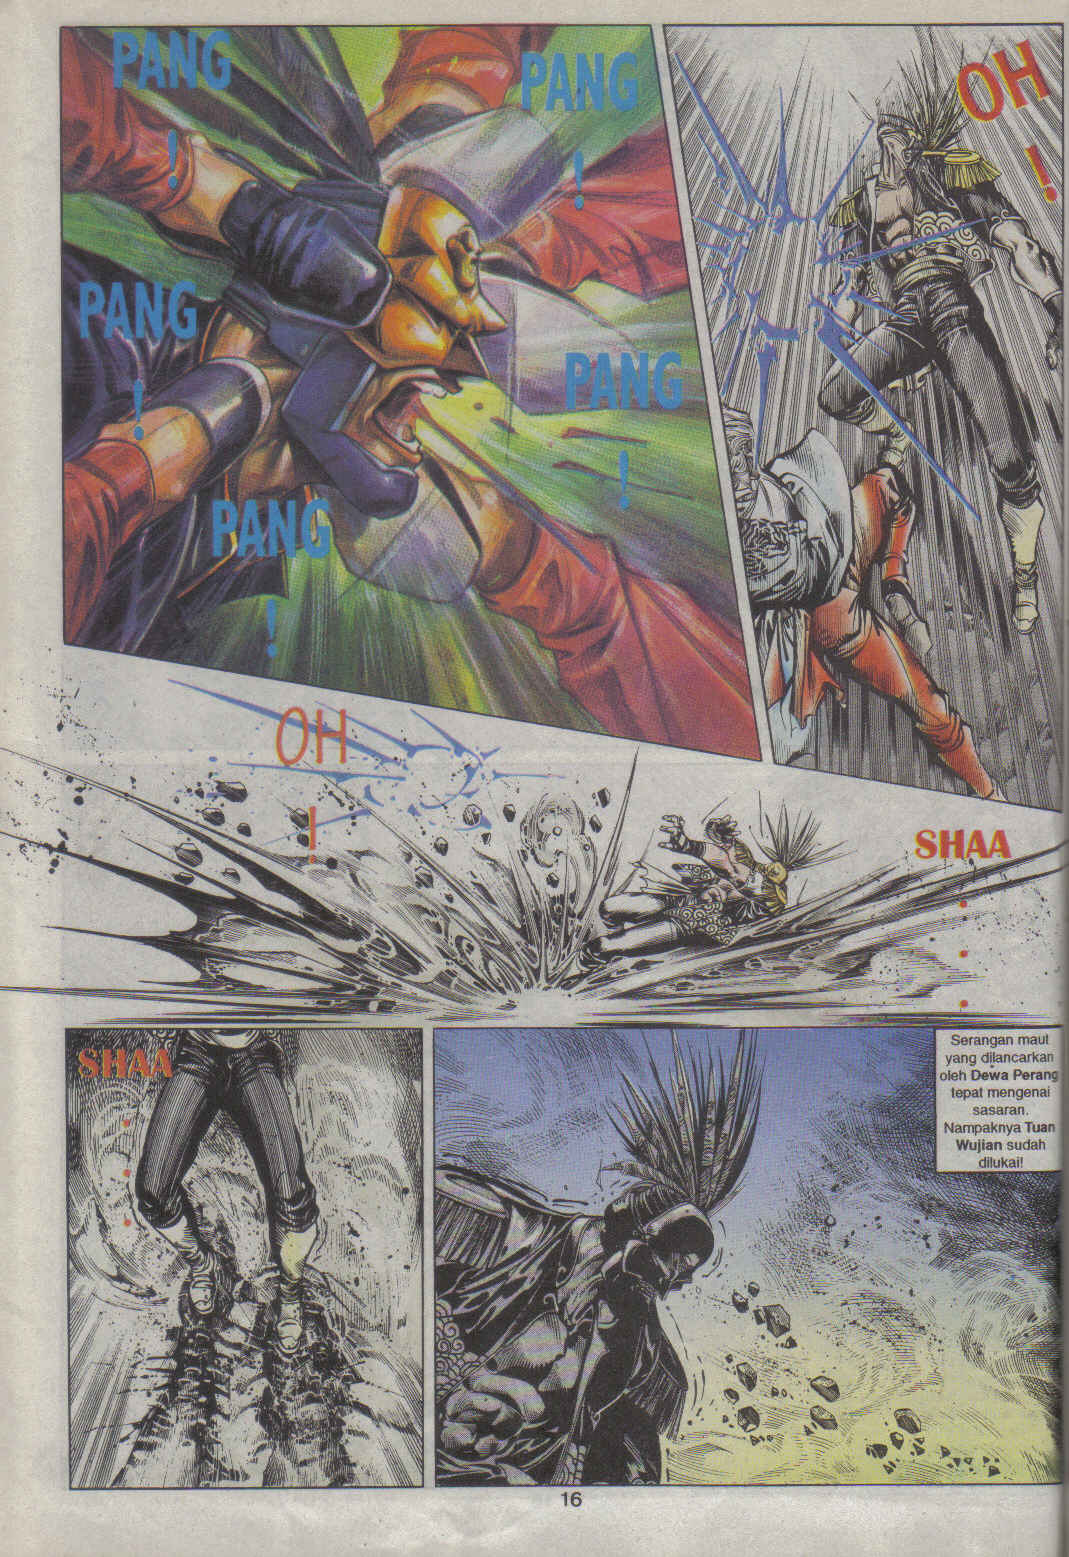 PANG
!
PANG
!
PANG
!
PANG
!
PANG
!
OH
!
OH
!
SHAA
.
.
.
SHAA
.
.
.
Serangan maut
yang dilancarkan
oleh Dewa Perang
tepat mengenai
sasaran.
Nampaknya Tuan
Wujian sudah
dilukai!
16